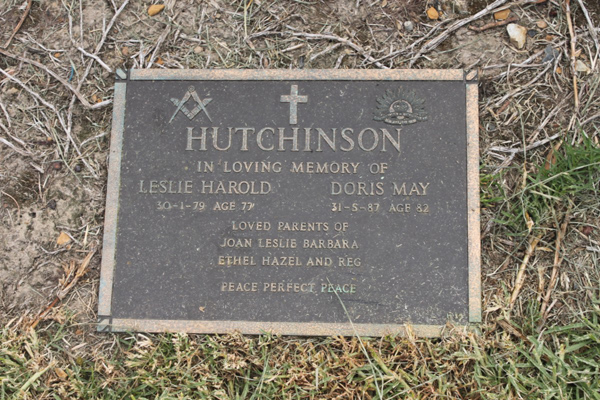 HUTCHINSON
IN LOVING MEMORY OF
LESLIE HAROLD DORIS MAY
30-1-79 AGE 77 31-5-87 AGE 82
LOVED PARENTS OF
JOAN LESLIE BARBARA
ETHEL HAZEL AND REG
PEACE PERFECT PEACE